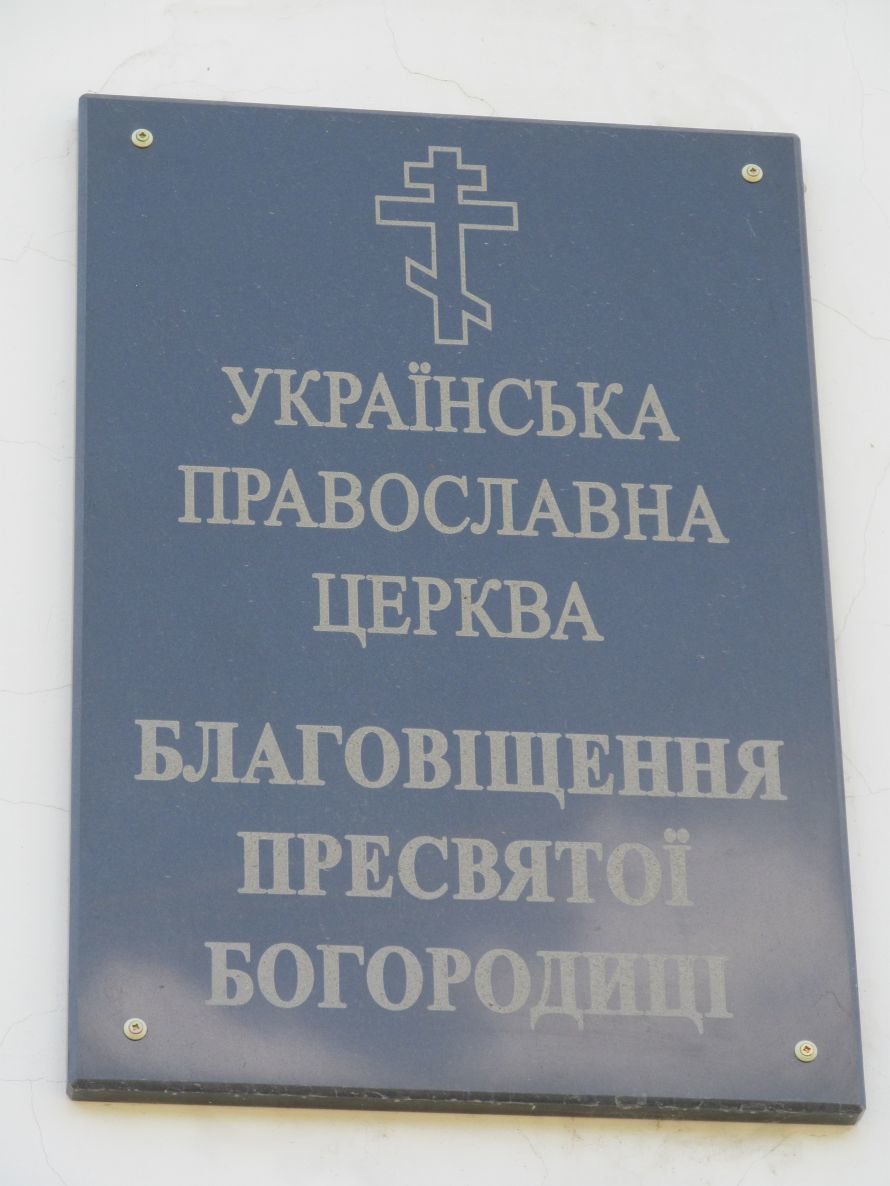 УКРАЇНСЬКА
ПРАВОСЛАВНА
ЦЕРКВА
БЛАГОВІЩЕННЯ
ПРЕСВЯТОЇ
БОГОРОДИЦІ